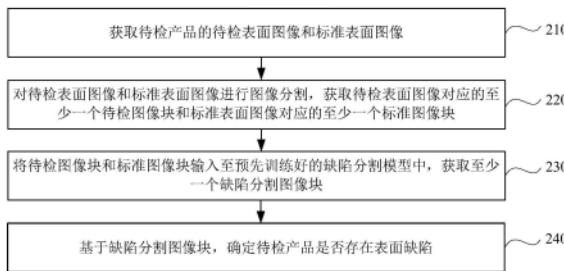 获取待检产品的待检表面图像和标准表面图像
210
对待检表面图像和标准表面图像进行图像分割，获取待检表面图像对应的至
少一个待检图像块和标准表面图像对应的至少一个标准图像块
220
将待检图像块和标准图像块输入至预先训练好的缺陷分割模型中，获取至少
一个缺陷分割图像块
230
基于缺陷分割图像块，确定待检产品是否存在表面缺陷
240